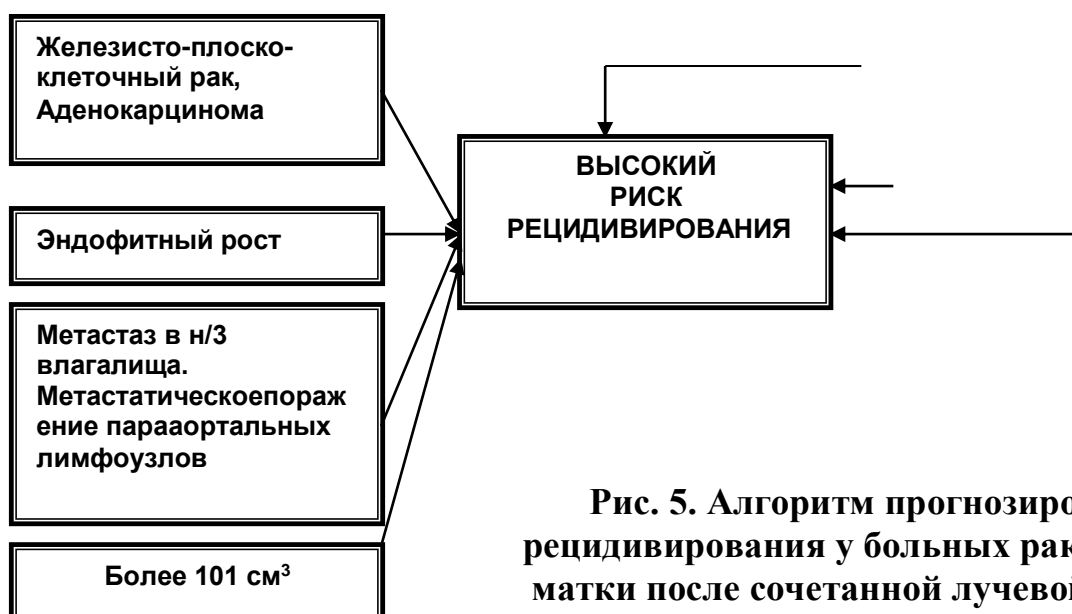 Железисто-плоско-
клеточный рак,
Аденокарцинома
ВЫСОКИЙ
РИСК
РЕЦИДИВИРОВАНИЯ
Эндофитный рост
Метастаз в н/3
влагалища.
Метастатическоепораж
ение парааортальных
лимфоузлов
Более 101 см³
Рис. 5. Алгоритм прогнозиро
рецидивирования у больных рак
матки после сочетанной лучевой